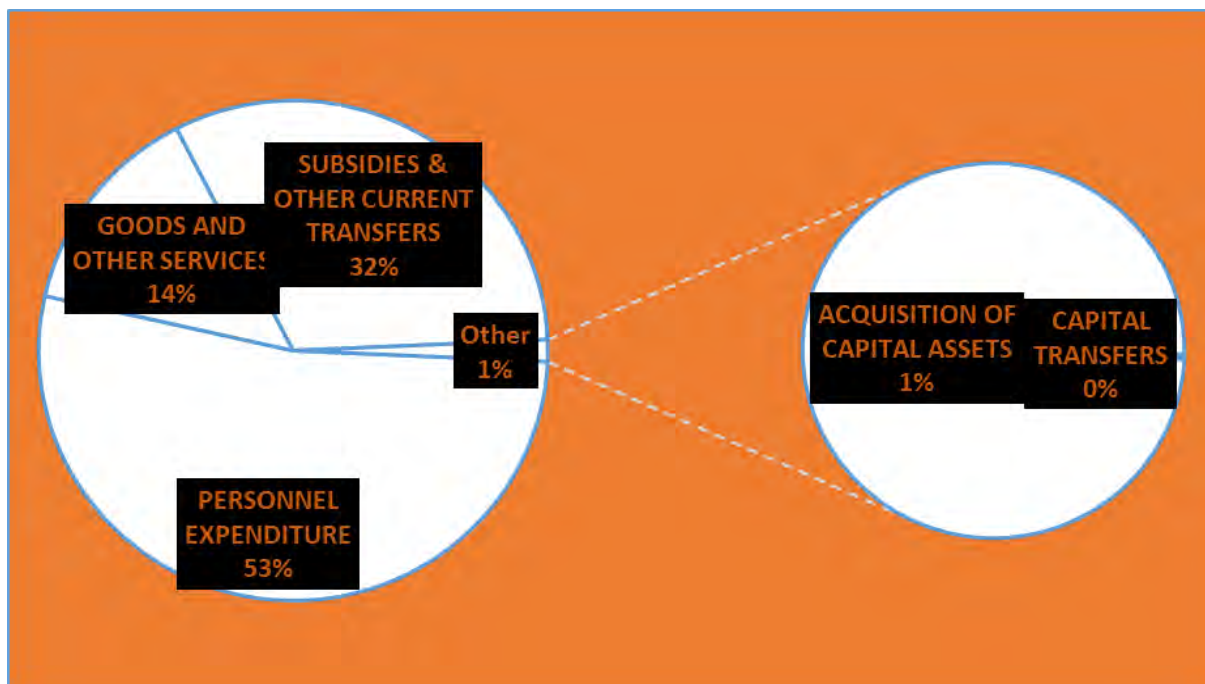 SUBSIDIES &
OTHER CURRENT
TRANSFERS
32%
GOODS AND
OTHER SERVICES
14%
Other
1%
PERSONNEL
EXPENDITURE
53%
ACQUISITION OF
CAPITAL ASSETS
1%
CAPITAL
TRANSFERS
0%